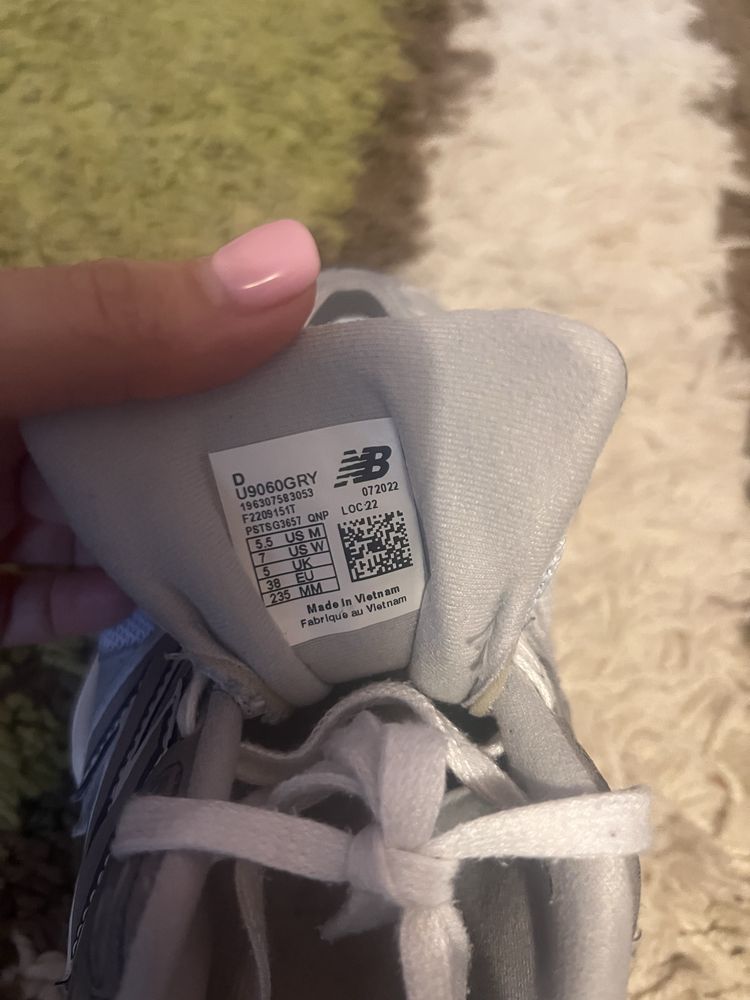 D
U9060GRY
196307583053
F2209151T
PSTSG3657 QNP
5.5 US M
7 US W
5 UK
38 EU
235 MM
NB
072022
LOC:22
Made in Vietnam
Fabriqué au Vietnam